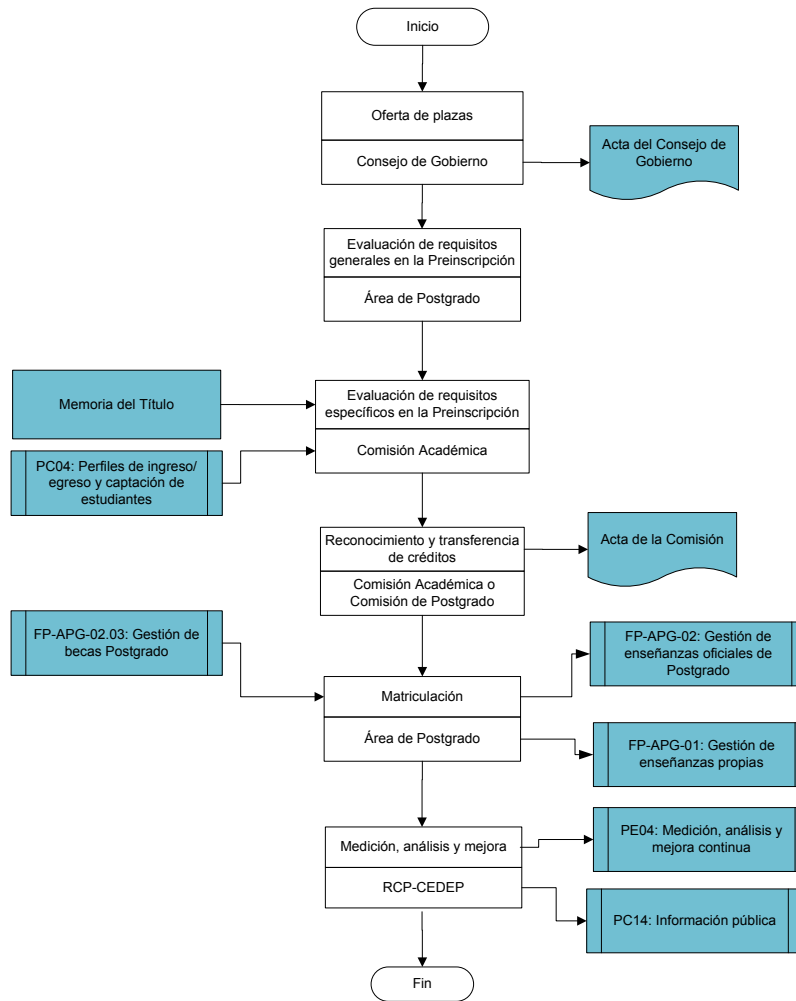 Inicio
Oferta de plazas
Consejo de Gobierno
Acta del Consejo de
Gobierno
Evaluación de requisitos
generales en la Preinscripción
Área de Postgrado
Memoria del Título
Evaluación de requisitos
específicos en la Preinscripción
Comisión Académica
PC04: Perfiles de ingreso/
egreso y captación de
estudiantes
Reconocimiento y transferencia
de créditos
Comisión Académica o
Comisión de Postgrado
Acta de la Comisión
FP-APG-02.03: Gestión de
becas Postgrado
FP-APG-02: Gestión de
enseñanzas oficiales de
Postgrado
Matriculación
Área de Postgrado
FP-APG-01: Gestión de
enseñanzas propias
Medición, análisis y mejora
RCP-CEDEP
PE04: Medición, análisis y
mejora continua
PC14: Información pública
Fin